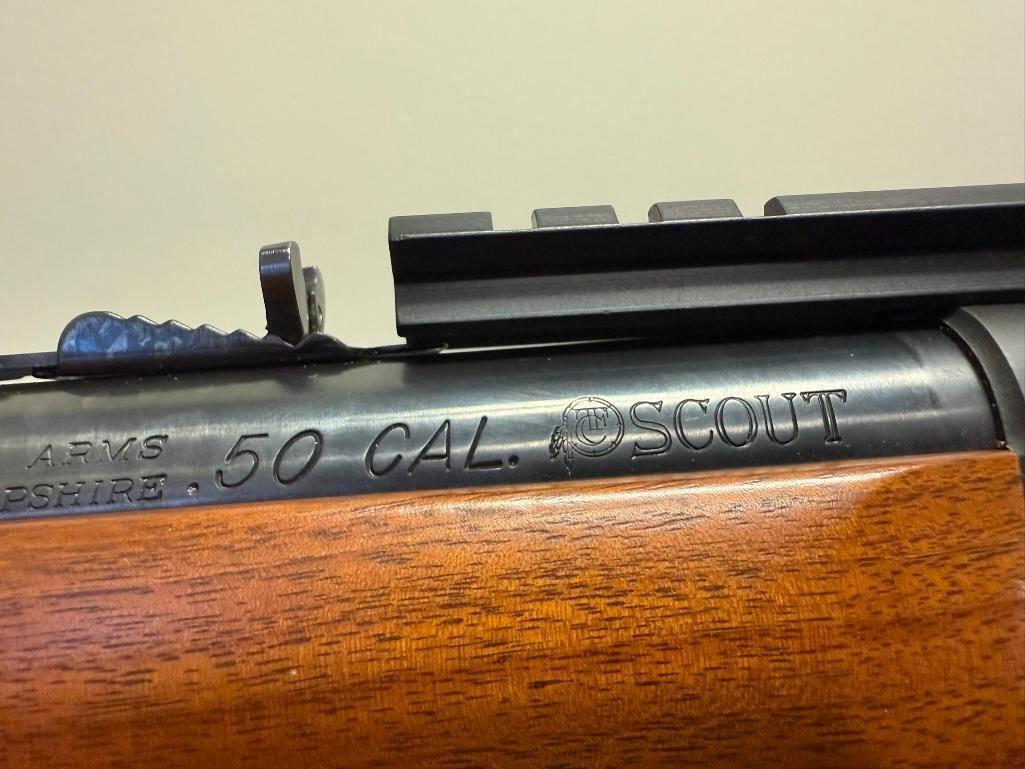 ARMS
PSHIRE .50 CAL. TC SCOUT